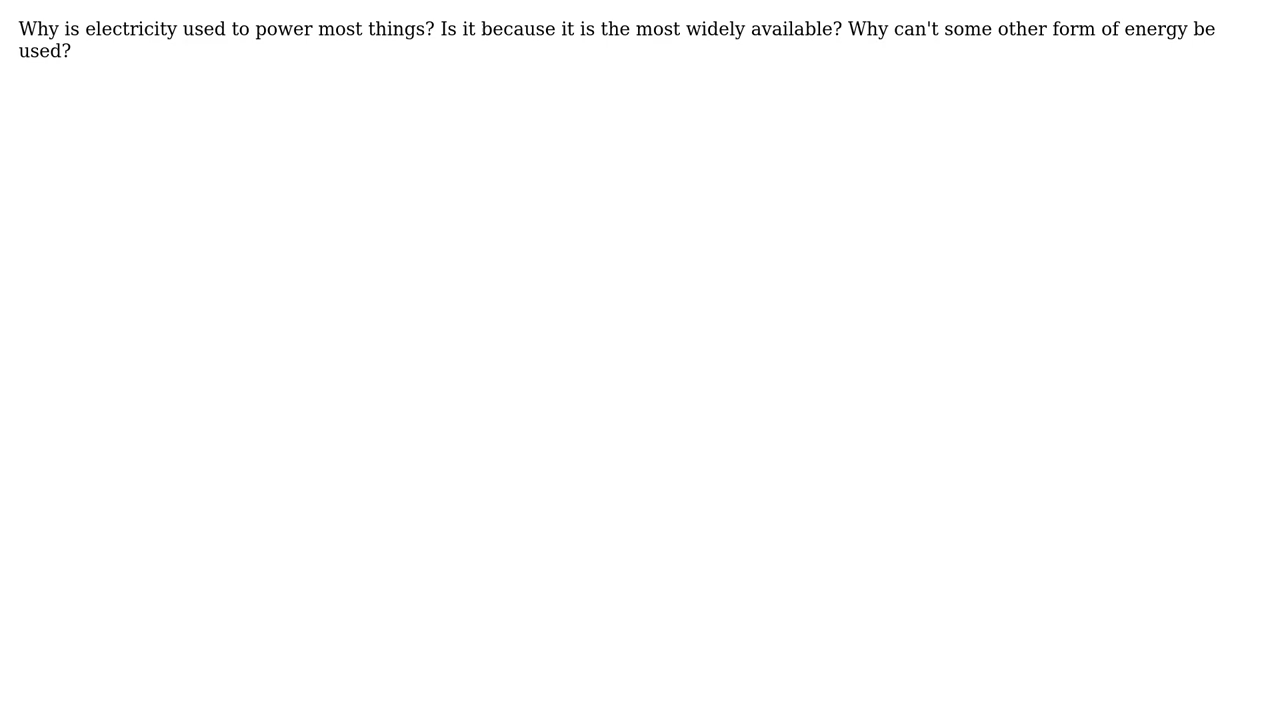 Why is electricity used to power most things? Is it because it is the most widely available? Why can't some other form of energy be
used?